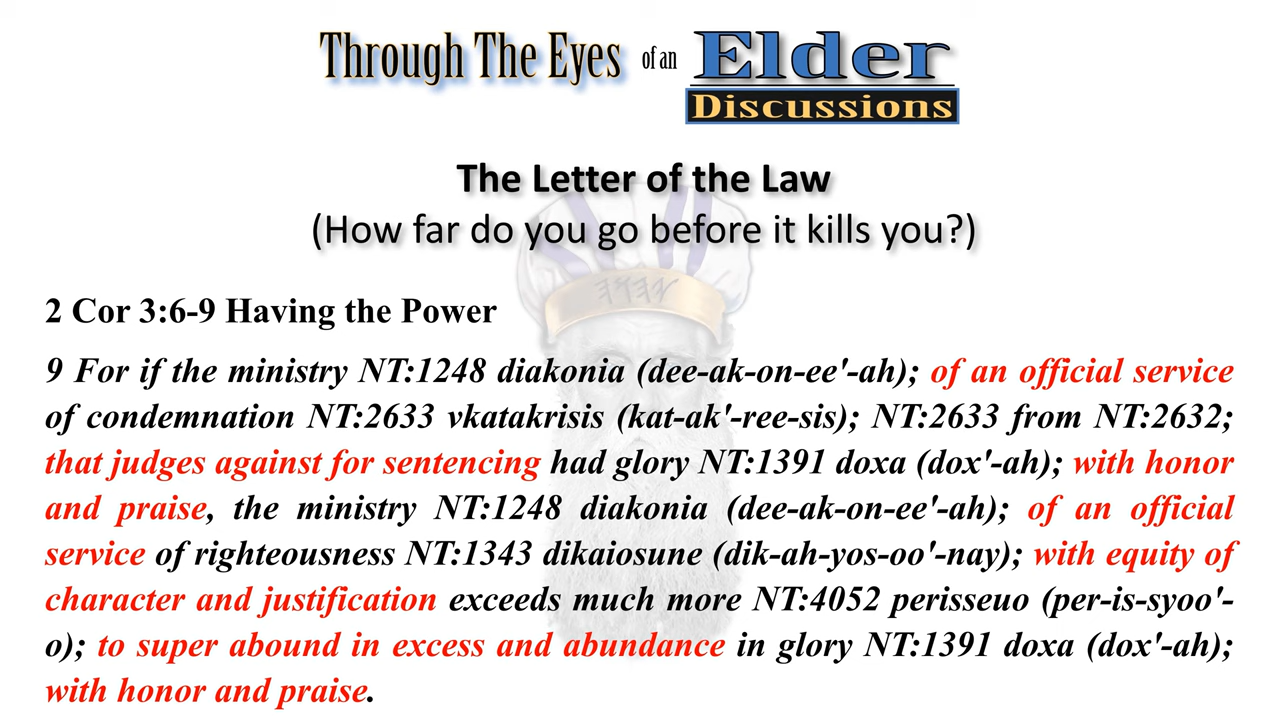 Through The Eyes of an Elder
Discussions
The Letter of the Law
(How far do you go before it kills you?)
2 Cor 3:6-9 Having the Power
9 For if the ministry NT:1248 diakonia (dee-ak-on-ee'-ah); of an official service
of condemnation NT:2633 vkatakrisis (kat-ak'-ree-sis); NT:2633 from NT:2632;
that judges against for sentencing had glory NT:1391 doxa (dox'-ah); with honor
and praise, the ministry NT:1248 diakonia (dee-ak-on-ee'-ah); of an official
service of righteousness NT:1343 dikaiosune (dik-ah-yos-oo'-nay); with equity of
character and justification exceeds much more NT:4052 perisseuo (per-is-syoo'-
o); to super abound in excess and abundance in glory NT:1391 doxa (dox'-ah);
with honor and praise.